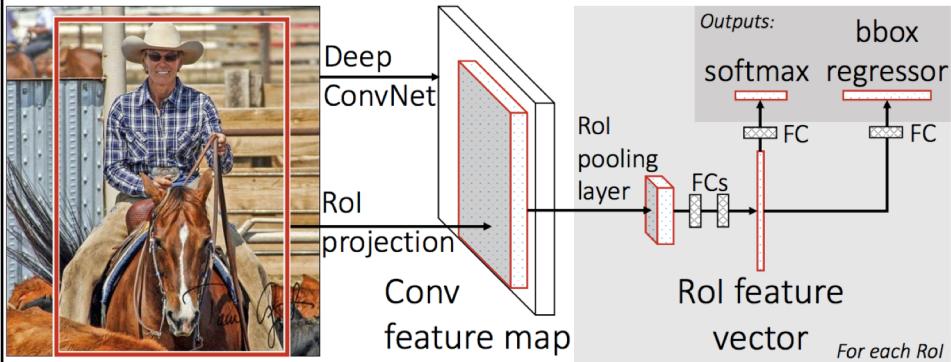 Deep
ConvNet
RoI
projection
Conv
feature map
RoI
pooling
layer
FCs
RoI feature
vector
Outputs:
softmax
bbox
regressor
FC
FC
For each RoI